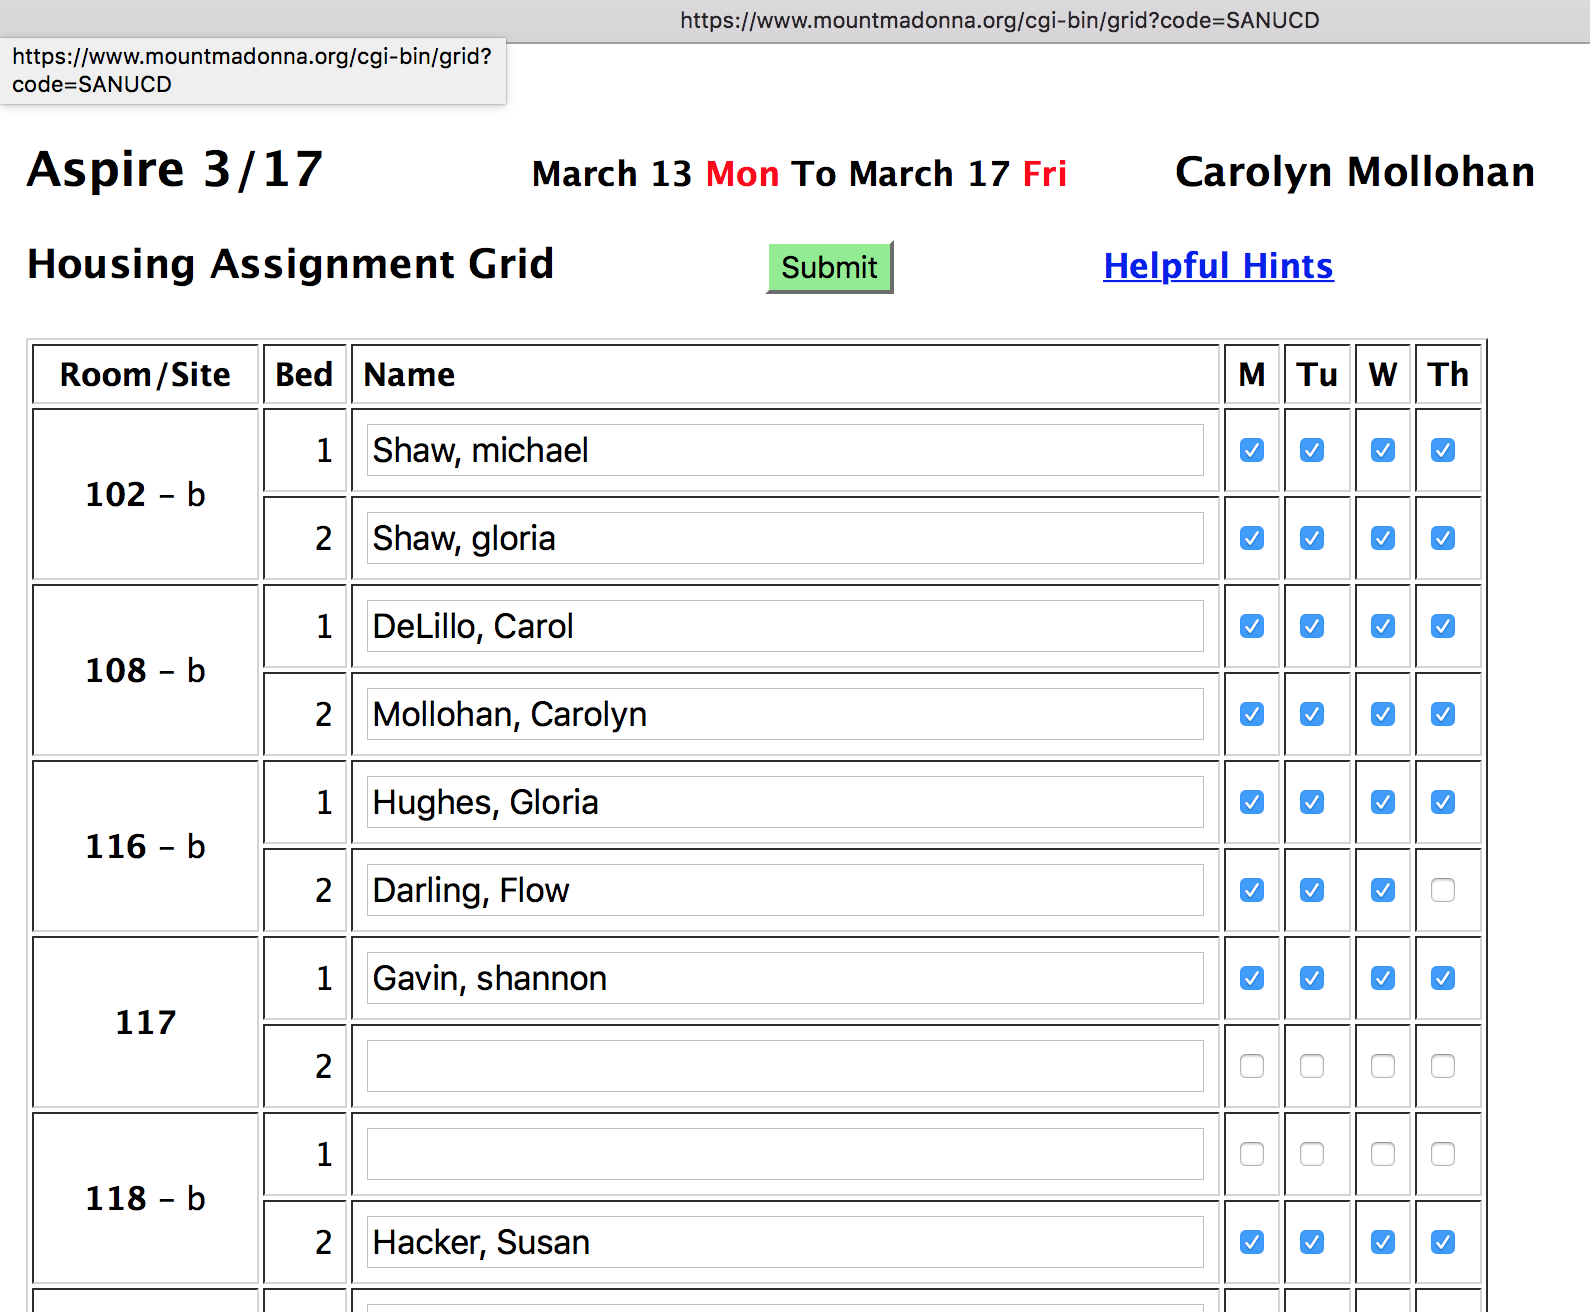 https://www.mountmadonna.org/cgi-bin/grid?code=SANUCD
https://www.mountmadonna.org/cgi-bin/grid?
code=SANUCD
Aspire 3/17 March 13 Mon To March 17 Fri Carolyn Mollohan
Housing Assignment Grid Submit Helpful Hints
Room/Site Bed Name M Tu W Th
102 – b
1 Shaw, michael
2 Shaw, gloria
108 – b
1 DeLillo, Carol
2 Mollohan, Carolyn
116 – b
1 Hughes, Gloria
2 Darling, Flow
117
1 Gavin, shannon
2
118 – b
1
2 Hacker, Susan